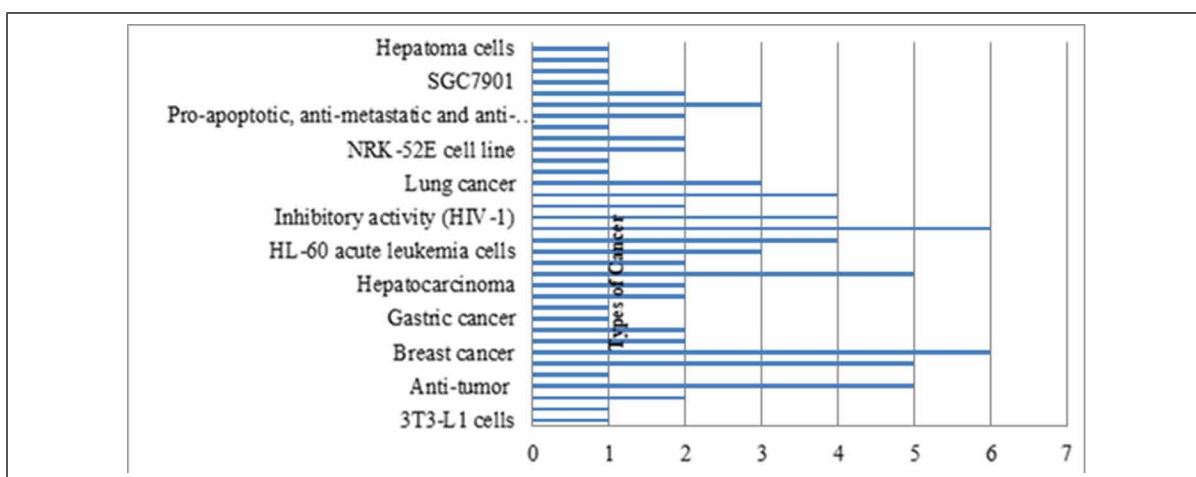 Hepatoma cells
SGC7901
Pro-apoptotic, anti-metastatic and anti-...
NRK-52E cell line
Lung cancer
Inhibitory activity (HIV-1)
HL-60 acute leukemia cells
Hepatocarcinoma
Gastric cancer
Breast cancer
Anti-tumor
3T3-L1 cells
Types of Cancer
0 1 2 3 4 5 6 7